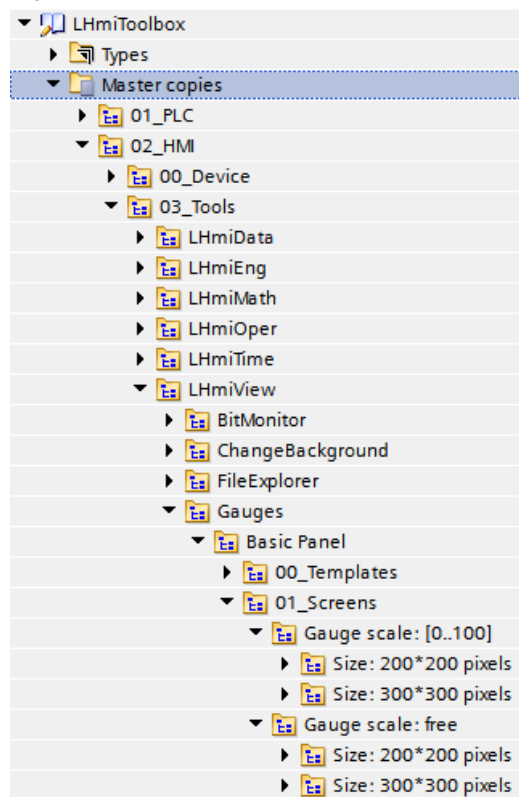 LHmiToolbox
Types
Master copies
01_PLC
02_HMI
00_Device
03_Tools
LHmiData
LHmiEng
LHmiMath
LHmiOper
LHmiTime
LHmiView
BitMonitor
ChangeBackground
FileExplorer
Gauges
Basic Panel
00_Templates
01_Screens
Gauge scale: [0..100]
Size: 200*200 pixels
Size: 300*300 pixels
Gauge scale: free
Size: 200*200 pixels
Size: 300*300 pixels